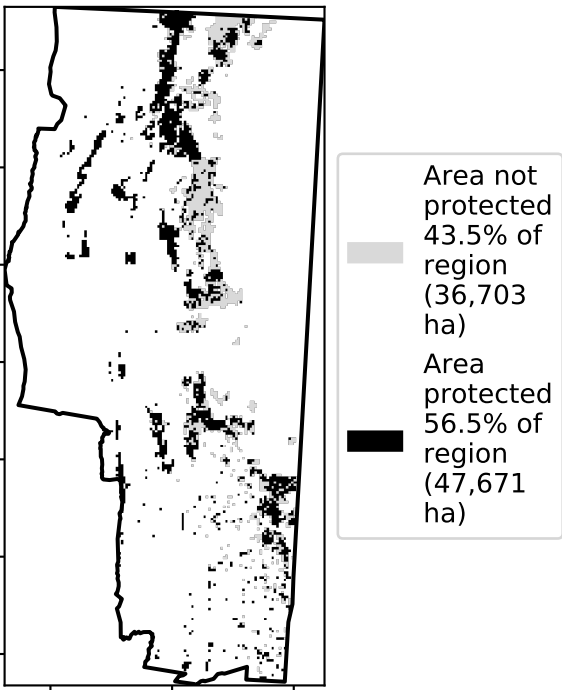 Area not
protected
43.5% of
region
(36,703
ha)
Area
protected
56.5% of
region
(47,671
ha)